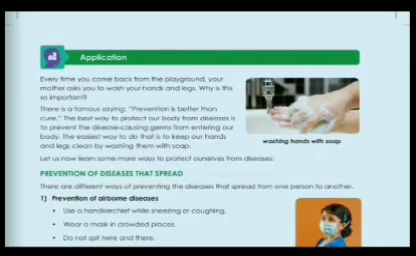 Application
Every time you come back from the playground, your
mother asks you to wash your hands and legs. Why is this
so important?
There is a famous saying: "Prevention is better than
cure." The best way to protect our body from diseases is
to prevent the disease-causing germs from entering our
body. The easiest way to do that is to keep our hands
and legs clean by washing them with soap.
washing hands with soap
Let us now learn some more ways to protect ourselves from diseases:
PREVENTION OF DISEASES THAT SPREAD
There are different ways of preventing the diseases that spread from one person to another.
1) Prevention of airborne diseases
• Use a handkerchief while sneezing or coughing.
• Wear a mask in crowded places.
• Do not spit here and there.